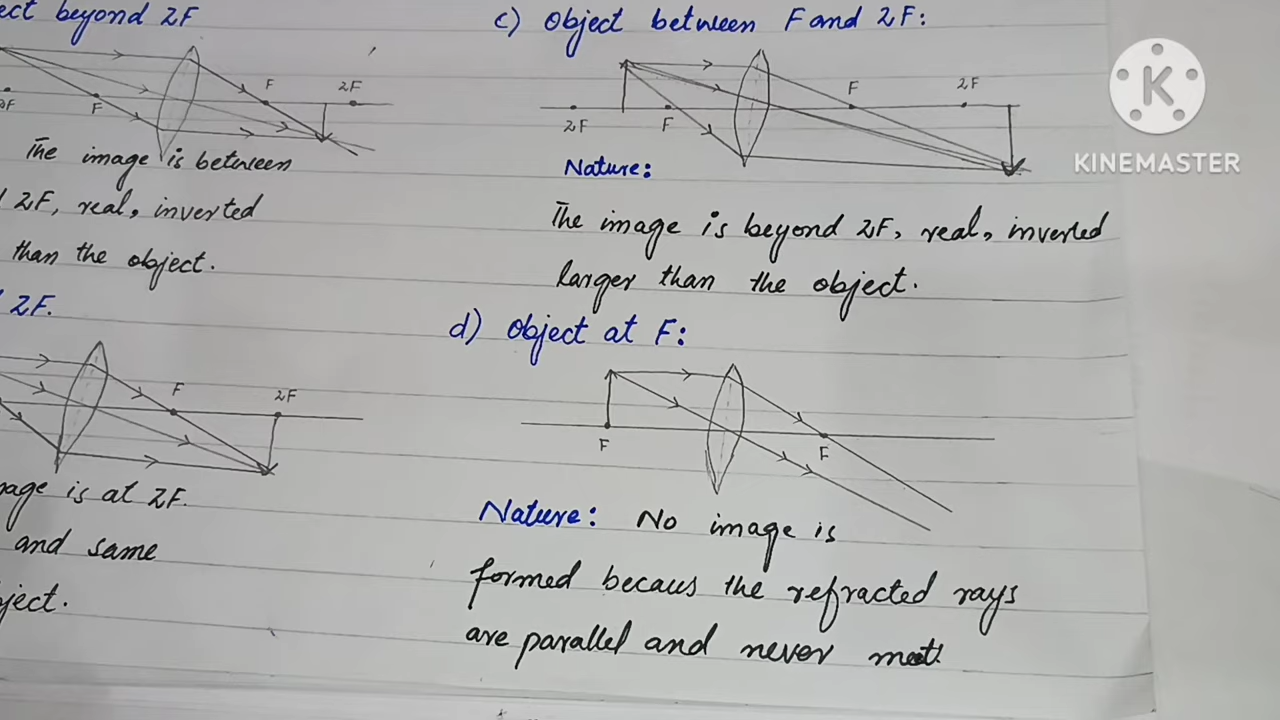 ect beyond 2F
F
2F
2F
F
The image is between
2F, real, inverted
than the object.
2F.
F
2F
age is at 2F.
and same
ject.
c) Object between F and 2F:
F
2F
2F
F
Nature:
The image is beyond 2F, real, inverted
larger than the object.
d) Object at F:
F
F
Nature: No image is
formed becaus the refracted rays
are parallel and never meet.
K
KINEMASTER